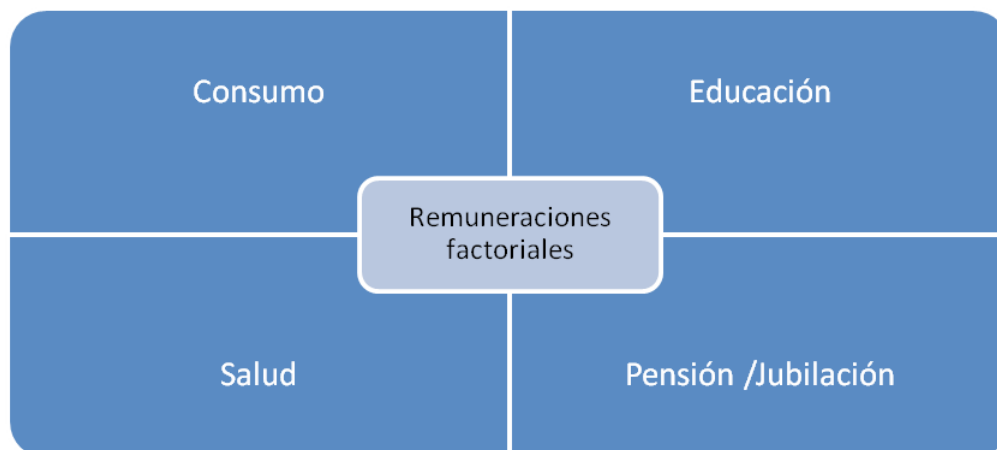 Consumo
Educación
Remuneraciones
factoriales
Salud
Pensión /Jubilación